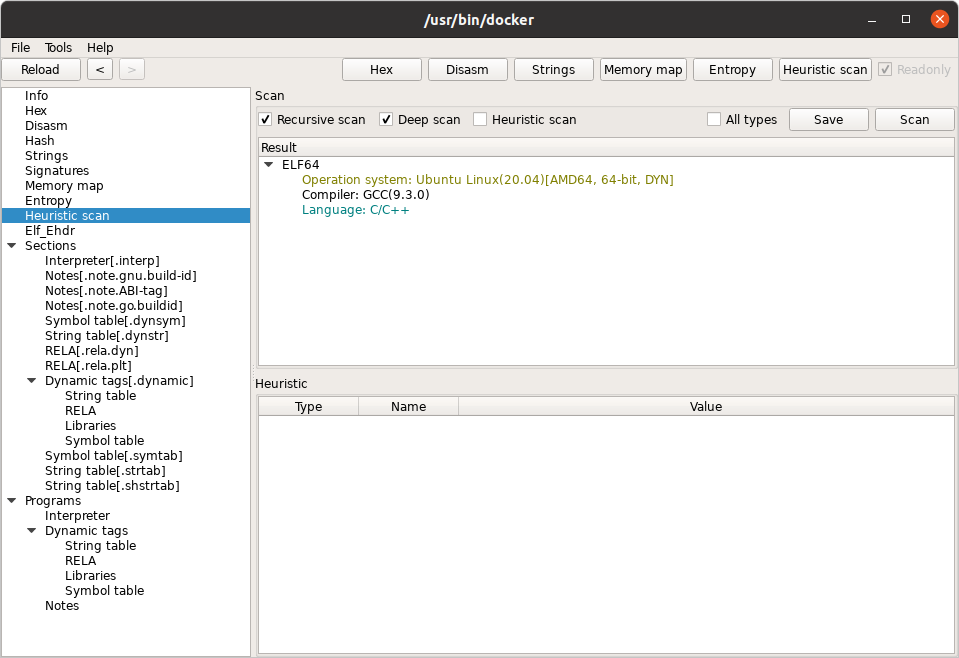 /usr/bin/docker
File Tools Help
Reload < > Hex Disasm Strings Memory map Entropy Heuristic scan Readonly
Info
Hex
Disasm
Hash
Strings
Signatures
Memory map
Entropy
Heuristic scan
Elf_Ehdr
Sections
Interpreter[.interp]
Notes[.note.gnu.build-id]
Notes[.note.ABI-tag]
Notes[.note.go.buildid]
Symbol table[.dynsym]
String table[.dynstr]
RELA[.rela.dyn]
RELA[.rela.plt]
Dynamic tags[.dynamic]
String table
RELA
Libraries
Symbol table
Symbol table[.symtab]
String table[.strtab]
String table[.shstrtab]
Programs
Interpreter
Dynamic tags
String table
RELA
Libraries
Symbol table
Notes
Scan
Recursive scan Deep scan Heuristic scan All types Save Scan
Result
ELF64
Operation system: Ubuntu Linux(20.04)[AMD64, 64-bit, DYN]
Compiler: GCC(9.3.0)
Language: C/C++
Heuristic
Type Name Value